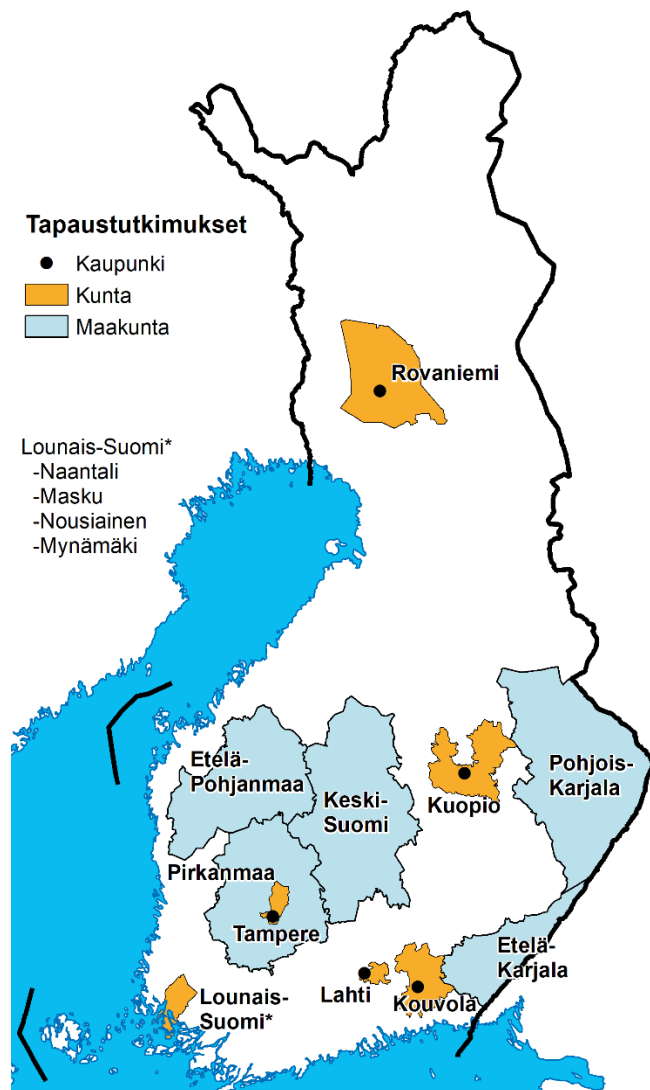 Tapaustutkimukset
Kaupunki
Kunta
Maakunta
Rovaniemi
Lounais-Suomi*
-Naantali
-Masku
-Nousiainen
-Mynämäki
Etelä-
Pohjanmaa
Keski-
Suomi
Kuopio
Pohjois-
Karjala
Pirkanmaa
Tampere
Lahti
Kouvola
Etelä-
Karjala
Lounais-
Suomi*